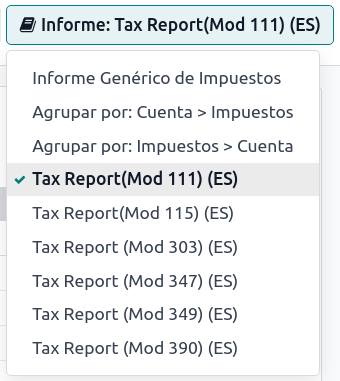 Informe: Tax Report(Mod 111) (ES)
Informe Genérico de Impuestos
Agrupar por: Cuenta > Impuestos
Agrupar por: Impuestos > Cuenta
Tax Report(Mod 111) (ES)
Tax Report(Mod 115) (ES)
Tax Report (Mod 303) (ES)
Tax Report (Mod 347) (ES)
Tax Report (Mod 349) (ES)
Tax Report (Mod 390) (ES)